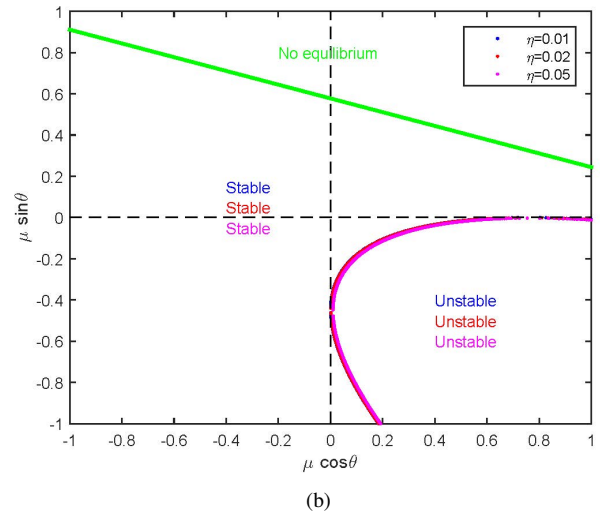 1
0.8
0.6
0.4
0.2
0
-0.2
-0.4
-0.6
-0.8
-1
μ sinθ
No equilibrium
η=0.01
η=0.02
η=0.05
Stable
Stable
Stable
Unstable
Unstable
Unstable
-1 -0.8 -0.6 -0.4 -0.2 0 0.2 0.4 0.6 0.8 1
μ cosθ
(b)